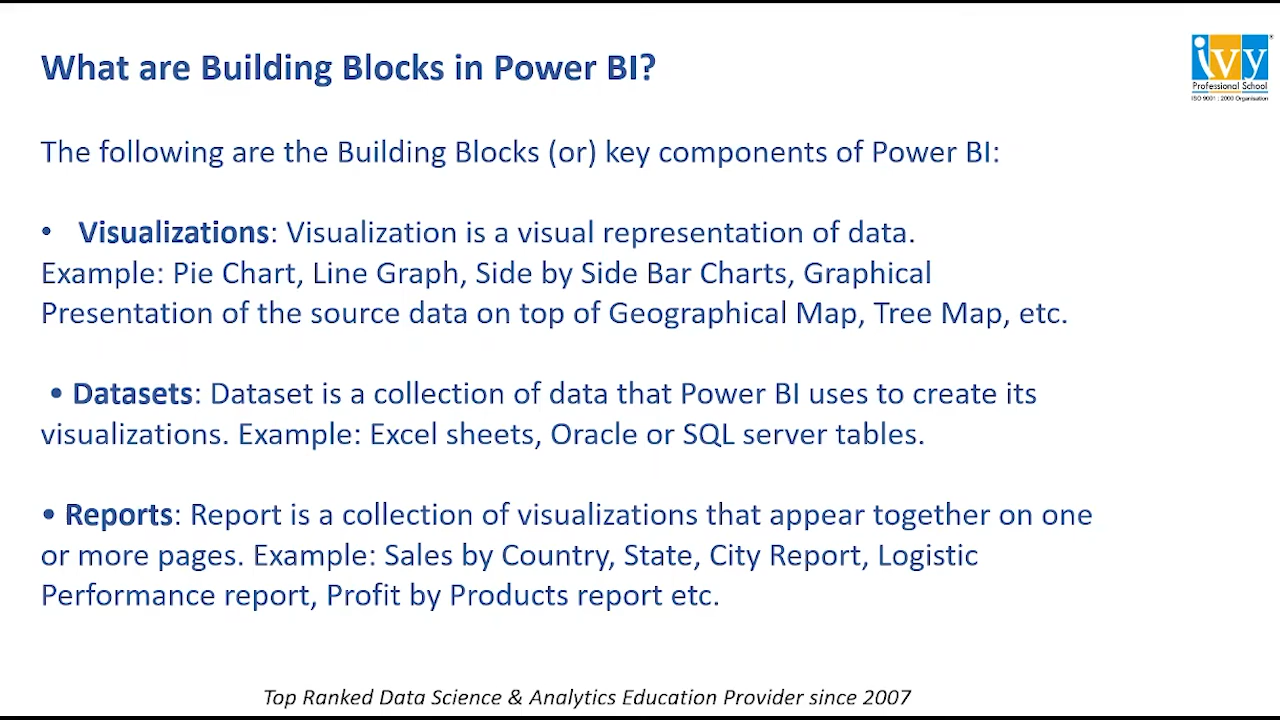 What are Building Blocks in Power BI?
ivy
Professional School
ISO 9001 : 2000 Organisation
The following are the Building Blocks (or) key components of Power BI:
• Visualizations: Visualization is a visual representation of data.
Example: Pie Chart, Line Graph, Side by Side Bar Charts, Graphical
Presentation of the source data on top of Geographical Map, Tree Map, etc.
• Datasets: Dataset is a collection of data that Power BI uses to create its
visualizations. Example: Excel sheets, Oracle or SQL server tables.
• Reports: Report is a collection of visualizations that appear together on one
or more pages. Example: Sales by Country, State, City Report, Logistic
Performance report, Profit by Products report etc.
Top Ranked Data Science & Analytics Education Provider since 2007